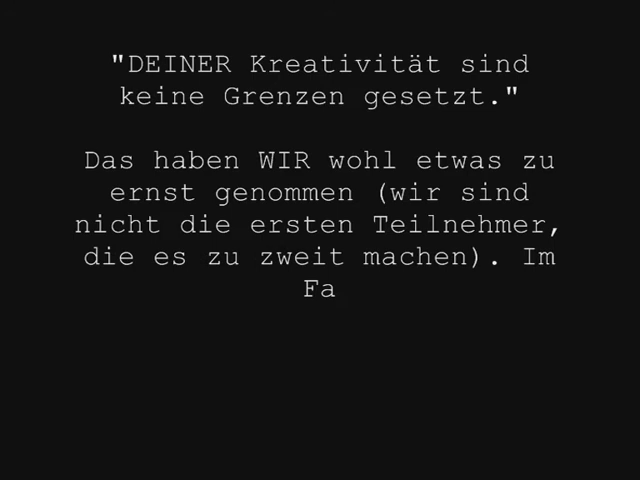 "DEINER Kreativität sind
keine Grenzen gesetzt."
Das haben WIR wohl etwas zu
ernst genommen (wir sind
nicht die ersten Teilnehmer,
die es zu zweit machen). Im
Fa